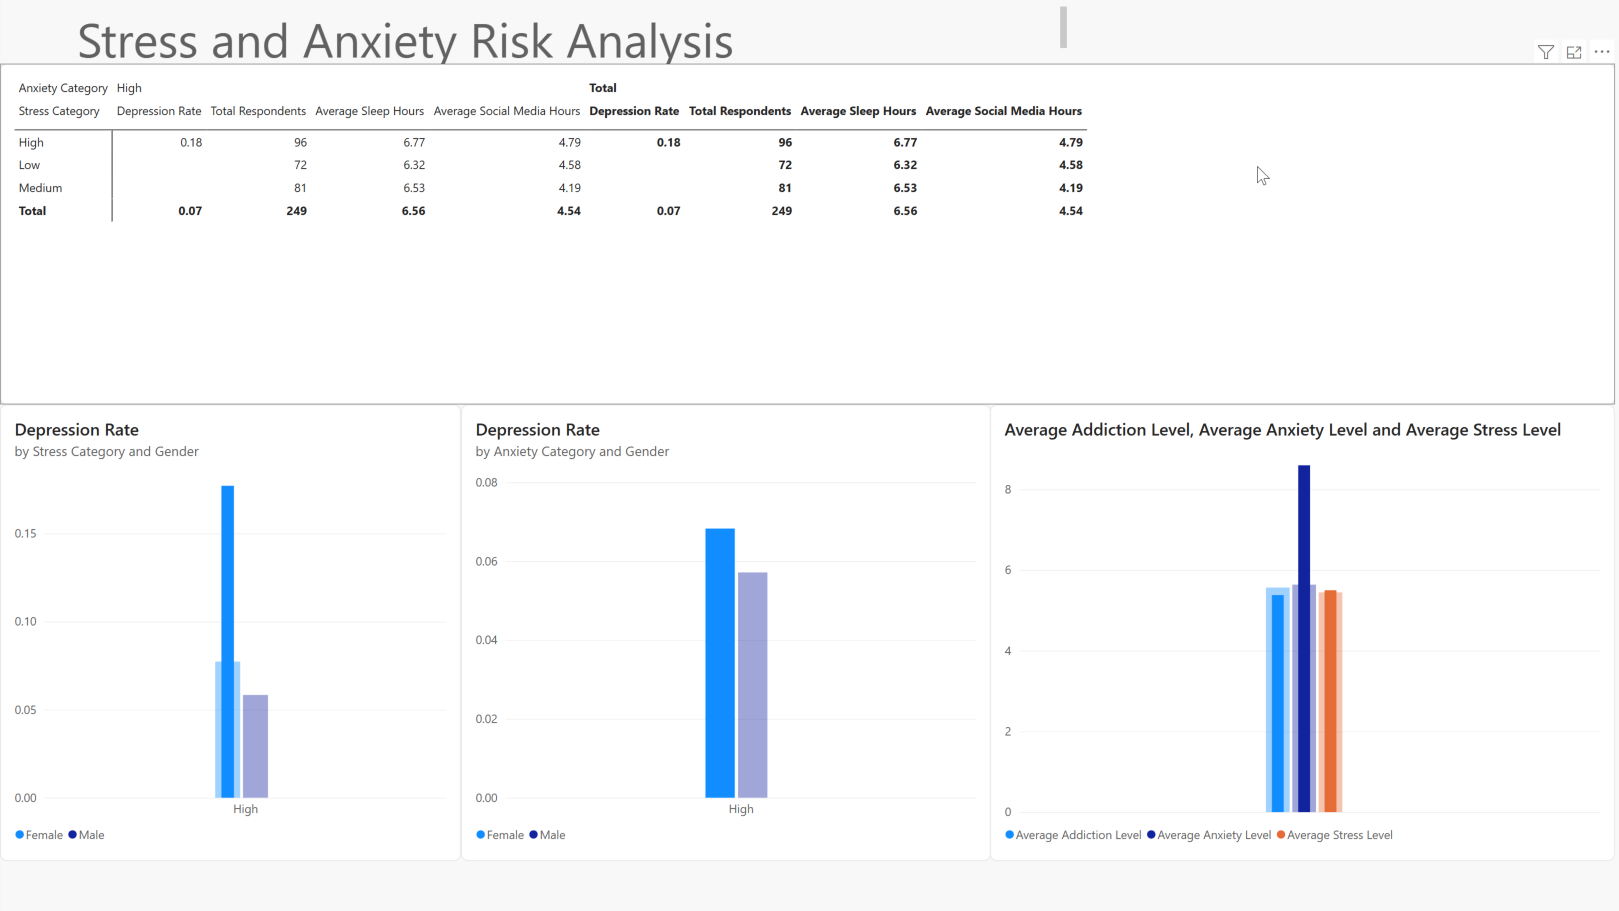 Stress and Anxiety Risk Analysis
Anxiety Category High Total
Stress Category Depression Rate Total Respondents Average Sleep Hours Average Social Media Hours Depression Rate Total Respondents Average Sleep Hours Average Social Media Hours
High 0.18 96 6.77 4.79 0.18 96 6.77 4.79
Low 72 6.32 4.58 72 6.32 4.58
Medium 81 6.53 4.19 81 6.53 4.19
Total 0.07 249 6.56 4.54 0.07 249 6.56 4.54
Depression Rate
by Stress Category and Gender
0.15
0.10
0.05
0.00
High
Female Male
Depression Rate
by Anxiety Category and Gender
0.08
0.06
0.04
0.02
0.00
High
Female Male
Average Addiction Level, Average Anxiety Level and Average Stress Level
8
6
4
2
0
Average Addiction Level Average Anxiety Level Average Stress Level